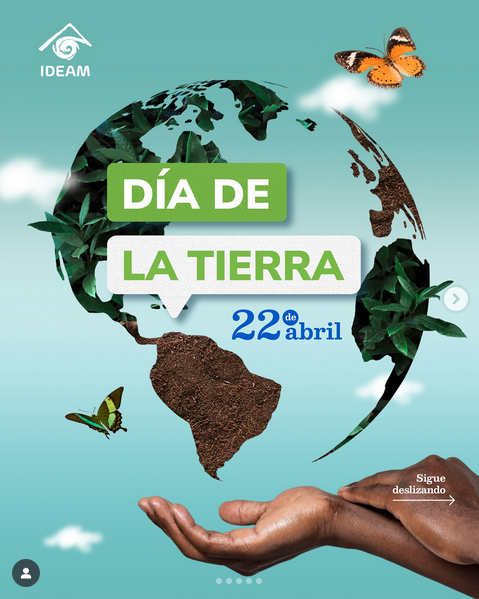 IDEAM
DÍA DE
LA TIERRA
22 de abril
Sigue
deslizando